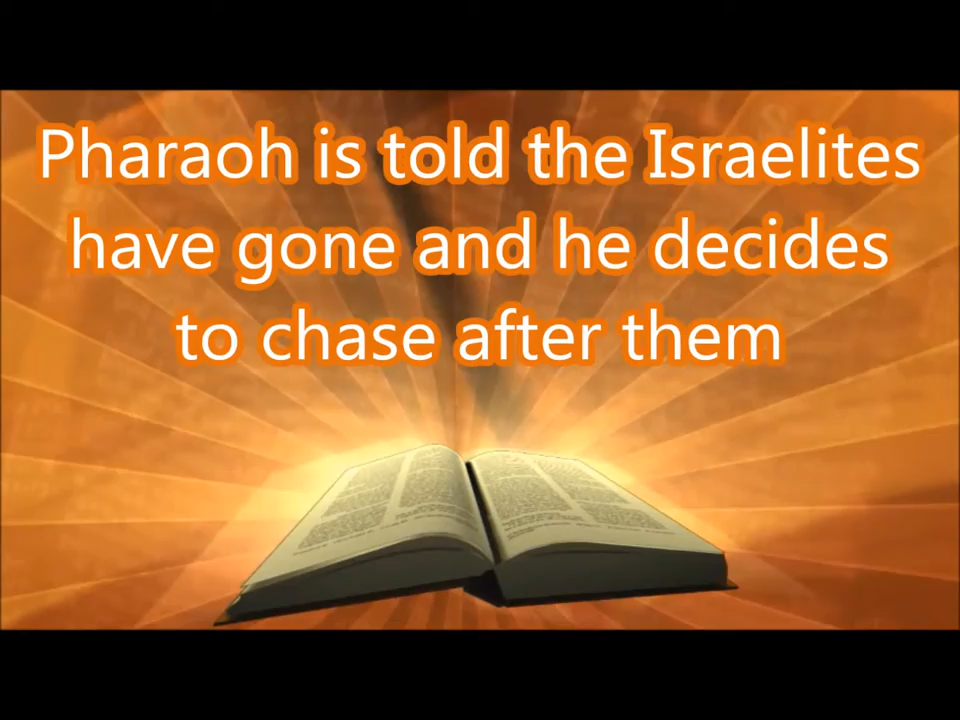 Pharaoh is told the Israelites
have gone and he decides
to chase after them